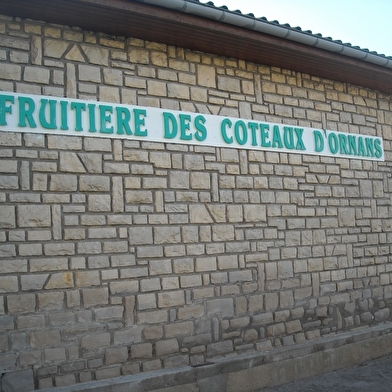 FRUITIERE DES COTEAUX D'ORNANS